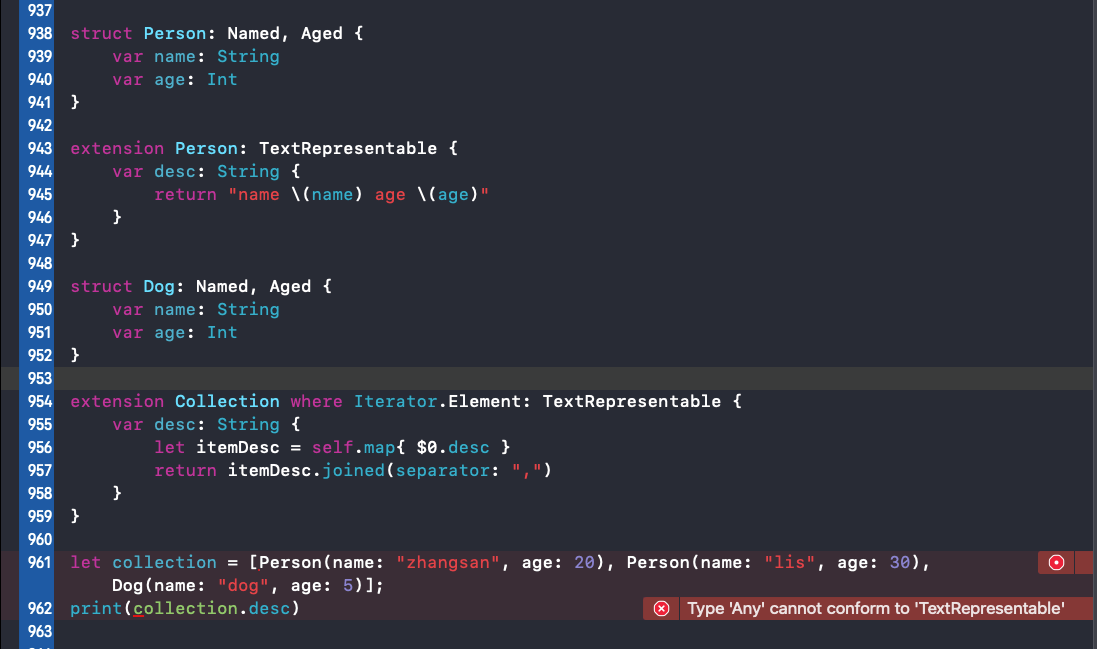 937
938 struct Person: Named, Aged {
939     var name: String
940     var age: Int
941 }
942
943 extension Person: TextRepresentable {
944     var desc: String {
945         return "name \(name) age \(age)"
946     }
947 }
948
949 struct Dog: Named, Aged {
950     var name: String
951     var age: Int
952 }
953
954 extension Collection where Iterator.Element: TextRepresentable {
955     var desc: String {
956         let itemDesc = self.map{ $0.desc }
957         return itemDesc.joined(separator: ",")
958     }
959 }
960
961 let collection = [Person(name: "zhangsan", age: 20), Person(name: "lis", age: 30),
    Dog(name: "dog", age: 5)];
962 print(collection.desc) Type 'Any' cannot conform to 'TextRepresentable'
963